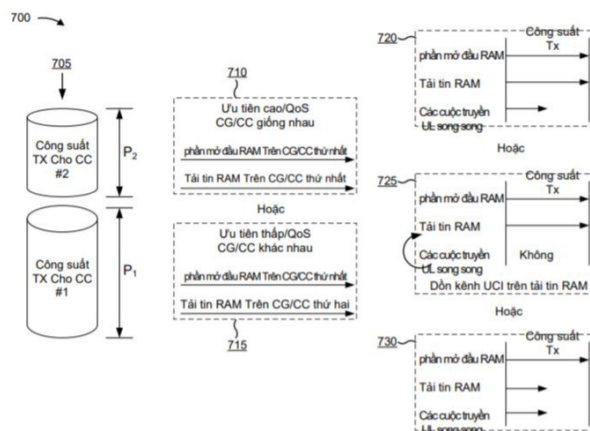 700
705
Công suất
TX Cho CC
#2
P2
Công suất
TX Cho CC
#1
P1
710
Ưu tiên cao/QoS
CG/CC giống nhau
phần mở đầu RAM Trên CG/CC thứ nhất
Tải tin RAM Trên CG/CC thứ nhất
Hoặc
Ưu tiên thấp/QoS
CG/CC khác nhau
phần mở đầu RAM Trên CG/CC thứ nhất
Tải tin RAM Trên CG/CC thứ hai
715
720
Công suất
Tx
phần mở đầu RAM
Tải tin RAM
Các cuộc truyền
UL song song
Hoặc
725
Công suất
Tx
phần mở đầu RAM
Tải tin RAM
Các cuộc truyền
UL song song
Không
Dồn kênh UCI trên tải tin RAM
Hoặc
730
Công suất
Tx
phần mở đầu RAM
Tải tin RAM
Các cuộc truyền
UL song song